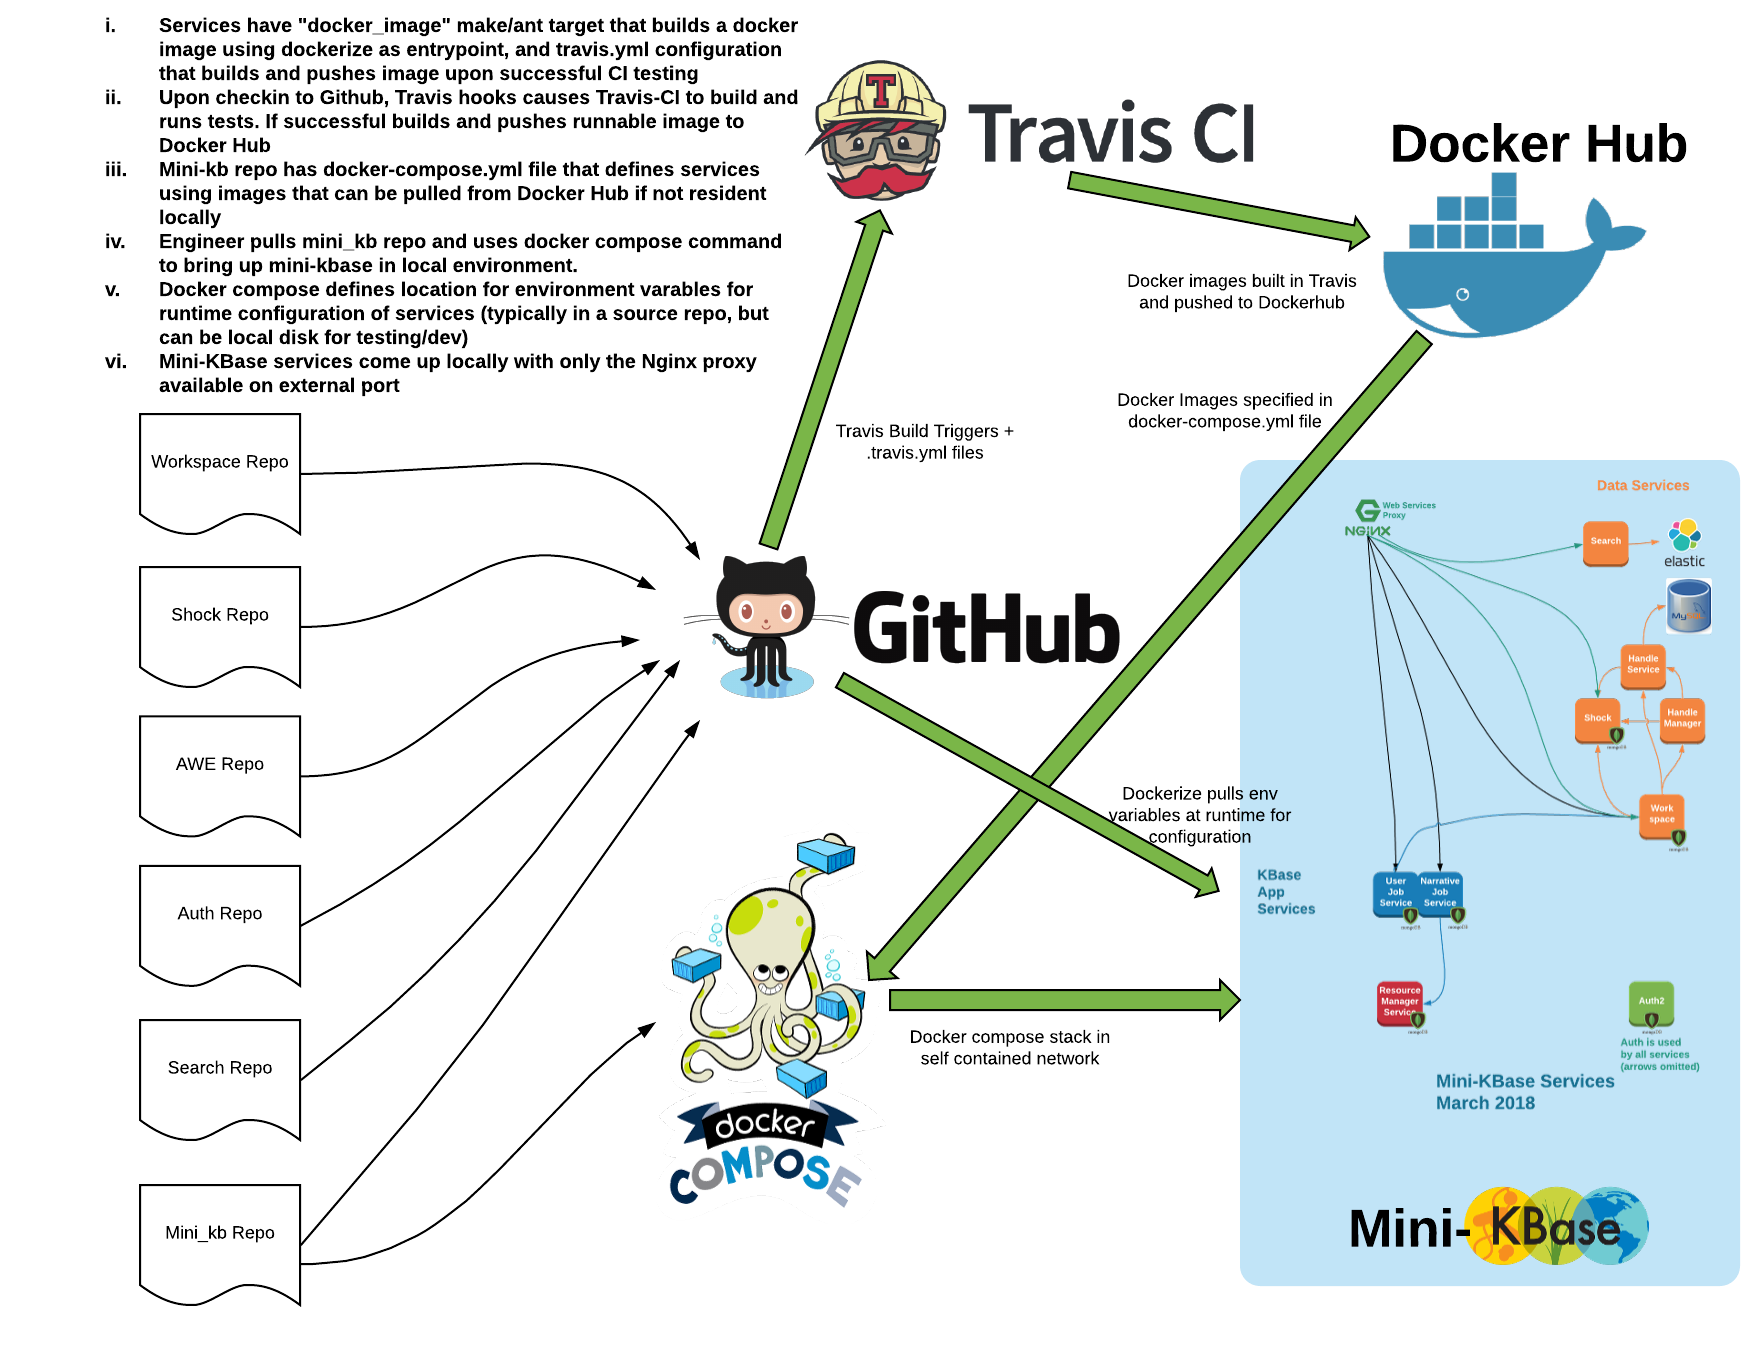 i. Services have "docker_image" make/ant target that builds a docker
image using dockerize as entrypoint, and travis.yml configuration
that builds and pushes image upon successful CI testing
ii. Upon checkin to Github, Travis hooks causes Travis-CI to build and
runs tests. If successful builds and pushes runnable image to
Docker Hub
iii. Mini-kb repo has docker-compose.yml file that defines services
using images that can be pulled from Docker Hub if not resident
locally
iv. Engineer pulls mini_kb repo and uses docker compose command
to bring up mini-kbase in local environment.
v. Docker compose defines location for environment varables for
runtime configuration of services (typically in a source repo, but
can be local disk for testing/dev)
vi. Mini-KBase services come up locally with only the Nginx proxy
available on external port
T
Travis CI
Docker Hub
Docker images built in Travis
and pushed to Dockerhub
Docker Images specified in
docker-compose.yml file
Travis Build Triggers +
.travis.yml files
Workspace Repo
Shock Repo
AWE Repo
Auth Repo
Search Repo
Mini_kb Repo
GitHub
Dockerize pulls env
variables at runtime for
configuration
docker
COMPOSE
Docker compose stack in
self contained network
Data Services
Web Services
Proxy
NGINX
Search
elastic
Handle
Service
Shock
mongoDB
Handle
Manager
Work
space
mongoDB
KBase
App
Services
User
Job
Service
mongoDB
Narrative
Job
Service
mongoDB
Resource
Manager
Service
mongoDB
Auth2
mongoDB
Auth is used
by all services
(arrows omitted)
Mini-KBase Services
March 2018
Mini-KBase